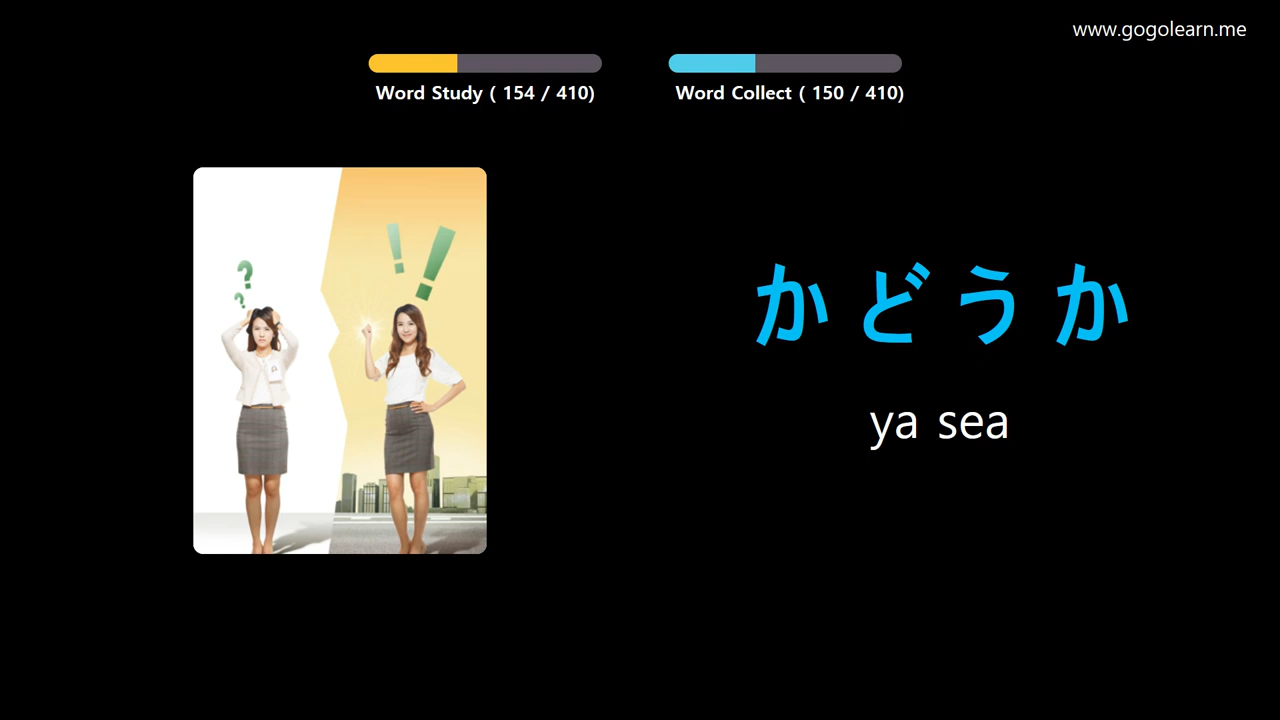 www.gogolearn.me
Word Study ( 154 / 410)
Word Collect ( 150 / 410)
? ?
! !
かどうか
ya sea